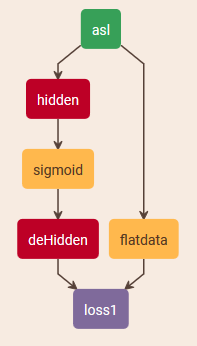 asl
hidden
sigmoid
deHidden
flatdata
loss1